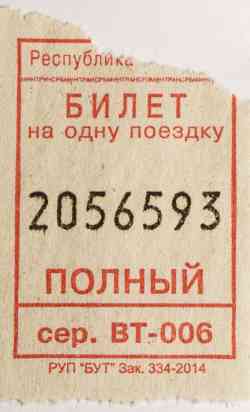 Республика
БИЛЕТ
на одну поездку
2056593
ПОЛНЫЙ
сер. ВТ-006
РУП "БУТ" Зак. 334-2014